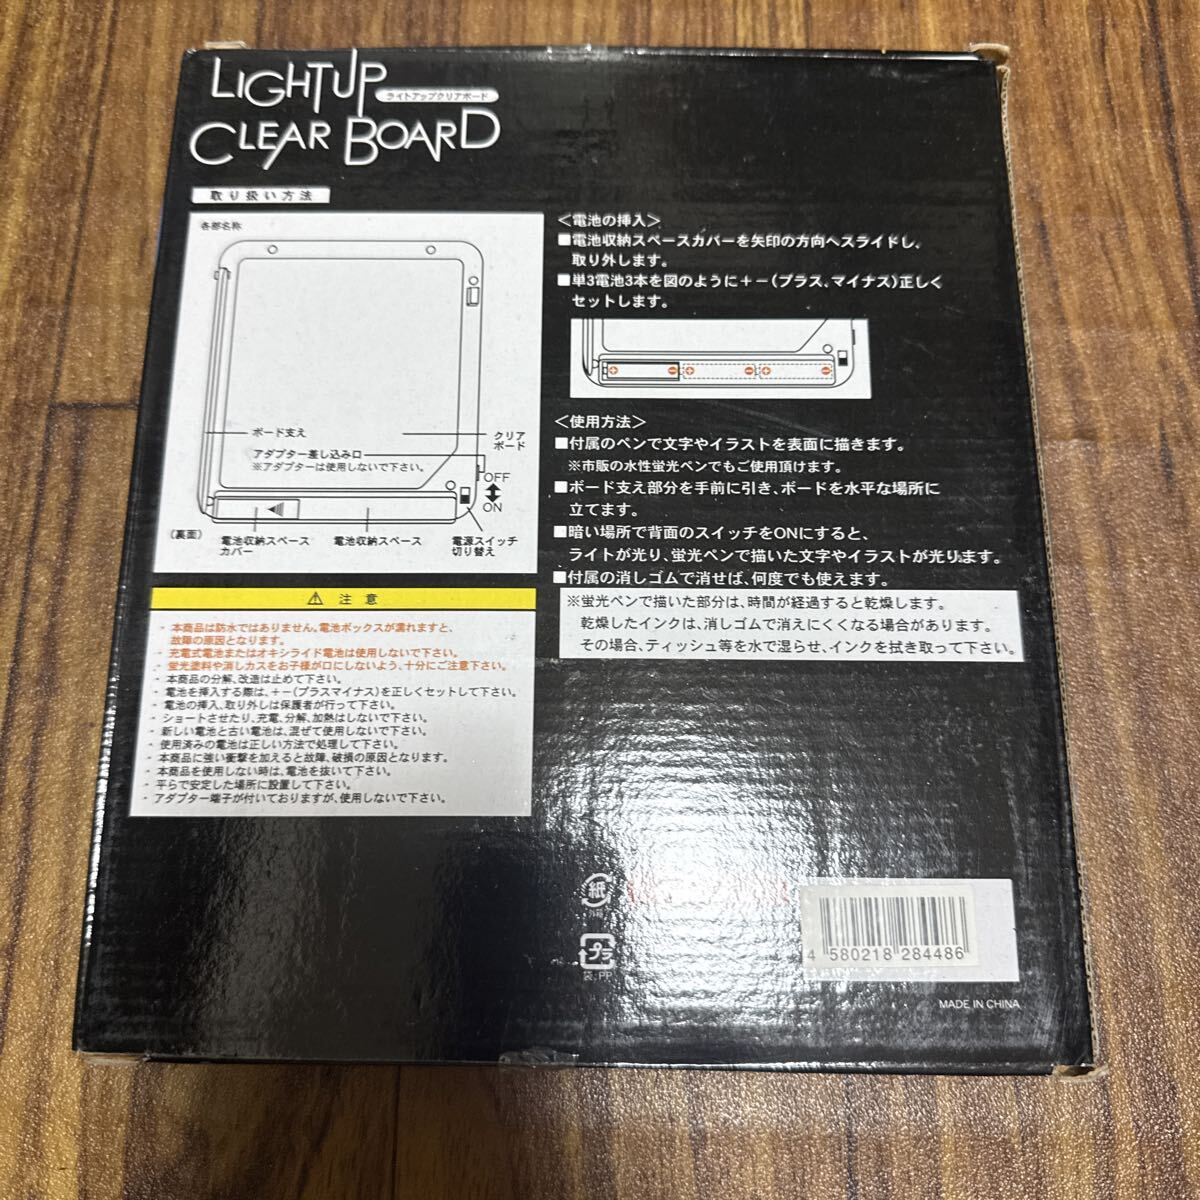 LIGHTUP
ライトアップクリアボード
CLEAR BOARD
取り扱い方法
各部名称
ボード支え
クリア
ボード
アダプター差し込み口
※アダプターは使用しないで下さい。
OFF
ON
(裏面)
電池収納スペース
カバー
電池収納スペース
電源スイッチ
切り替え
<電池の挿入>
■電池収納スペースカバーを矢印の方向へスライドし、
取り外します。
■単3電池3本を図のように+-(プラス、マイナス)正しく
セットします。
<使用方法>
■付属のペンで文字やイラストを表面に描きます。
※市販の水性蛍光ペンでもご使用頂けます。
■ボード支え部分を手前に引き、ボードを水平な場所に
立てます。
■暗い場所で背面のスイッチをONにすると、
ライトが光り、蛍光ペンで描いた文字やイラストが光ります。
■付属の消しゴムで消せば、何度でも使えます。
※蛍光ペンで描いた部分は、時間が経過すると乾燥します。
乾燥したインクは、消しゴムで消えにくくなる場合があります。
その場合、ティッシュ等を水で湿らせ、インクを拭き取って下さい。
⚠ 注意
・本商品は防水ではありません。電池ボックスが濡れますと、
故障の原因となります。
・充電式電池またはオキシライド電池は使用しないで下さい。
・蛍光塗料や消しカスをお子様が口にしないよう、十分にご注意下さい。
・本商品の分解、改造は止めて下さい。
・電池を挿入する際は、+-(プラスマイナス)を正しくセットして下さい。
・電池の挿入、取り外しは保護者が行って下さい。
・ショートさせたり、充電、分解、加熱はしないで下さい。
・新しい電池と古い電池は、混ぜて使用しないで下さい。
・使用済みの電池は正しい方法で処理して下さい。
・本商品に強い衝撃を加えると故障、破損の原因となります。
・本商品を使用しない時は、電池を抜いて下さい。
・平らで安定した場所に設置して下さい。
・アダプター端子が付いておりますが、使用しないで下さい。
紙
外箱
プラ
袋:PP
4 580218 284486
MADE IN CHINA